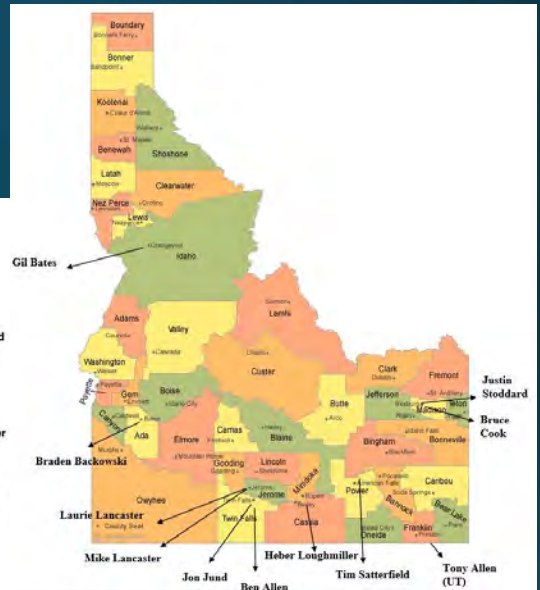 Boundary
Bonners Ferry
Bonner
Sandpoint
Kootenai
Coeur d'Alene
Wallace
St. Maries
Benewah
Shoshone
Latah
Moscow
Clearwater
Nez Perce
Orofino
Lewiston
Lewis
Nezperce
Grangeville
Idaho
Gil Bates
Adams
Council
Valley
Cascade
Salmon
Lemhi
Washington
Weiser
Payette
Payette
Gem
Emmett
Boise
Idaho City
Challis
Custer
Clark
Dubois
Fremont
St. Anthony
Jefferson
Rexburg
Rigby
Teton
Madison
Justin
Stoddard
Bruce
Cook
Butte
Arco
Canyon
Caldwell
Boise
Ada
Murphy
Elmore
Mountain Home
Camas
Fairfield
Hailey
Blaine
Bingham
Blackfoot
Idaho Falls
Bonneville
Braden Backowski
Gooding
Gooding
Lincoln
Shoshone
Minidoka
Rupert
Burley
Power
American Falls
Pocatello
Bannock
Caribou
Soda Springs
Owyhee
County Seat
Jerome
Jerome
Twin Falls
Twin Falls
Cassia
Malad City
Oneida
Franklin
Preston
Bear Lake
Paris
Laurie Lancaster
Mike Lancaster
Jon Jund
Ben Allen
Heber Loughmiller
Tim Satterfield
Tony Allen
(UT)